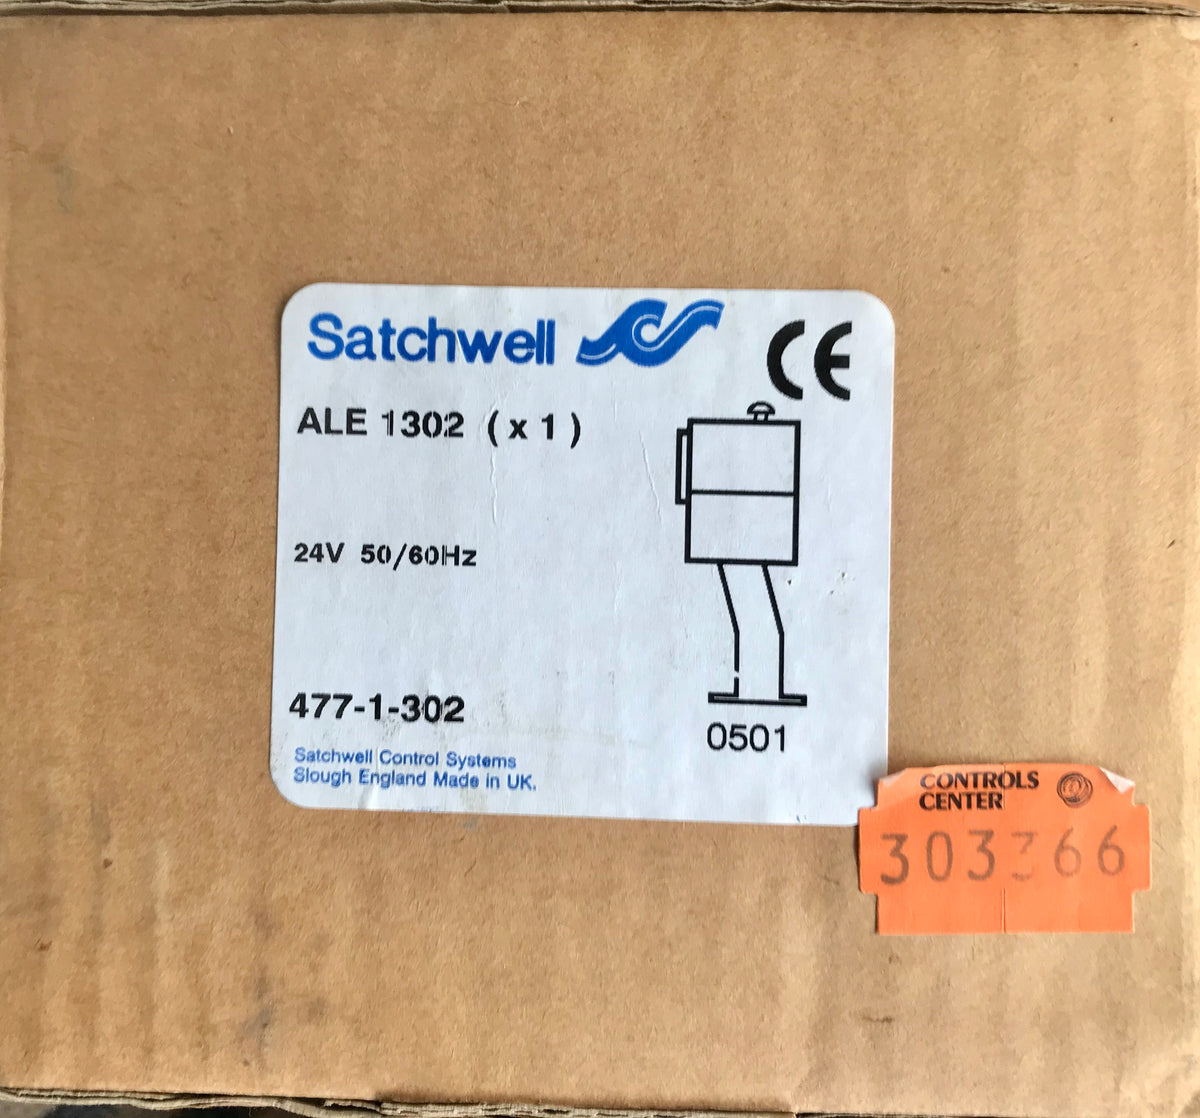 Satchwell
CE
ALE 1302 ( x 1 )
24V 50/60Hz
477-1-302
0501
Satchwell Control Systems
Slough England Made in UK.
CONTROLS
CENTER
303366